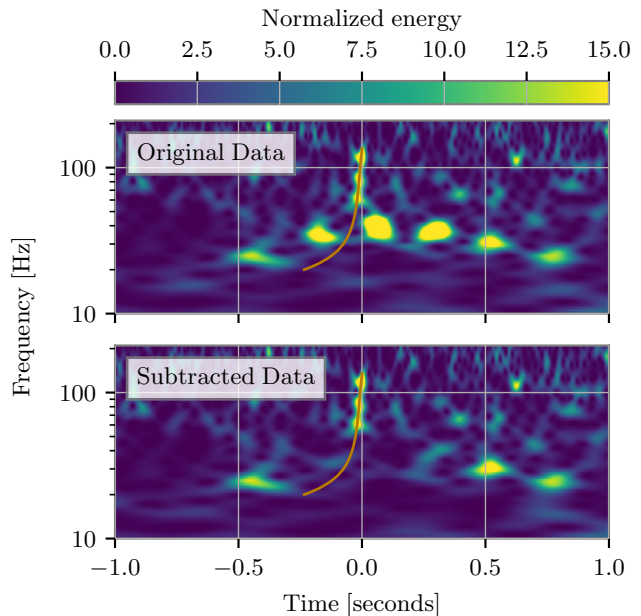 Normalized energy
0.0 2.5 5.0 7.5 10.0 12.5 15.0
Original Data
100
10
Subtracted Data
100
10
Frequency [Hz]
−1.0 −0.5 0.0 0.5 1.0
Time [seconds]